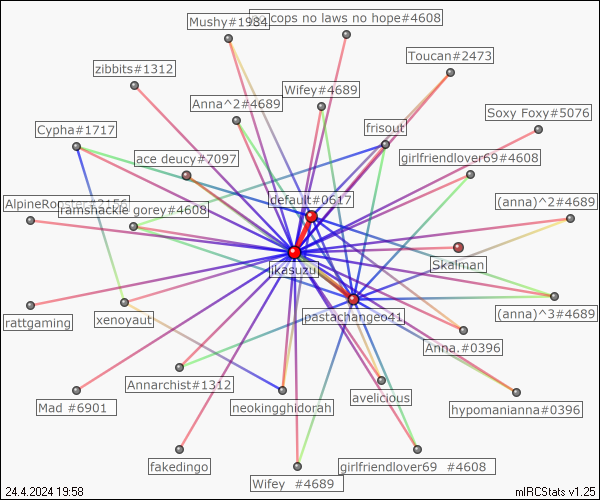 Mushy#1984
cops no laws no hope#4608
Toucan#2473
zibbits#1312
Wifey#4689
Anna^2#4689
Soxy Foxy#5076
Cypha#1717
frisout
ace deucy#7097
girlfriendlover69#4608
default#0617
(anna)^2#4689
AlpineRooster#3156
ramshackle gorey#4608
Skalman
ikasuzu
(anna)^3#4689
pastachangeo41
rattgaming
xenoyaut
Anna.#0396
Annarchist#1312
avelicious
Mad #6901
neokingghidorah
hypomanianna#0396
fakedingo
girlfriendlover69 #4608
Wifey #4689
24.4.2024 19:58
mIRCStats v1.25